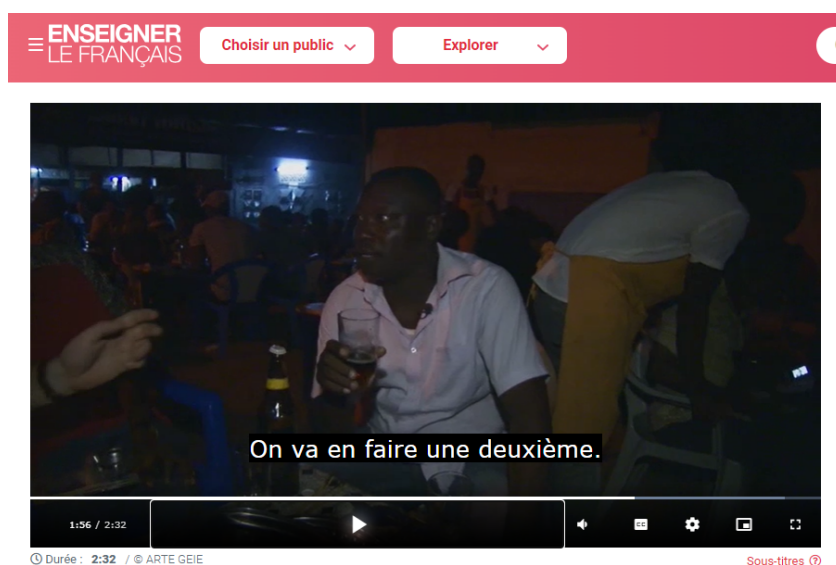 ENSEIGNER
LE FRANÇAIS
Choisir un public
Explorer
On va en faire une deuxième.
1:56 / 2:32
CC
Durée : 2:32 / © ARTE GEIE
Sous-titres ?